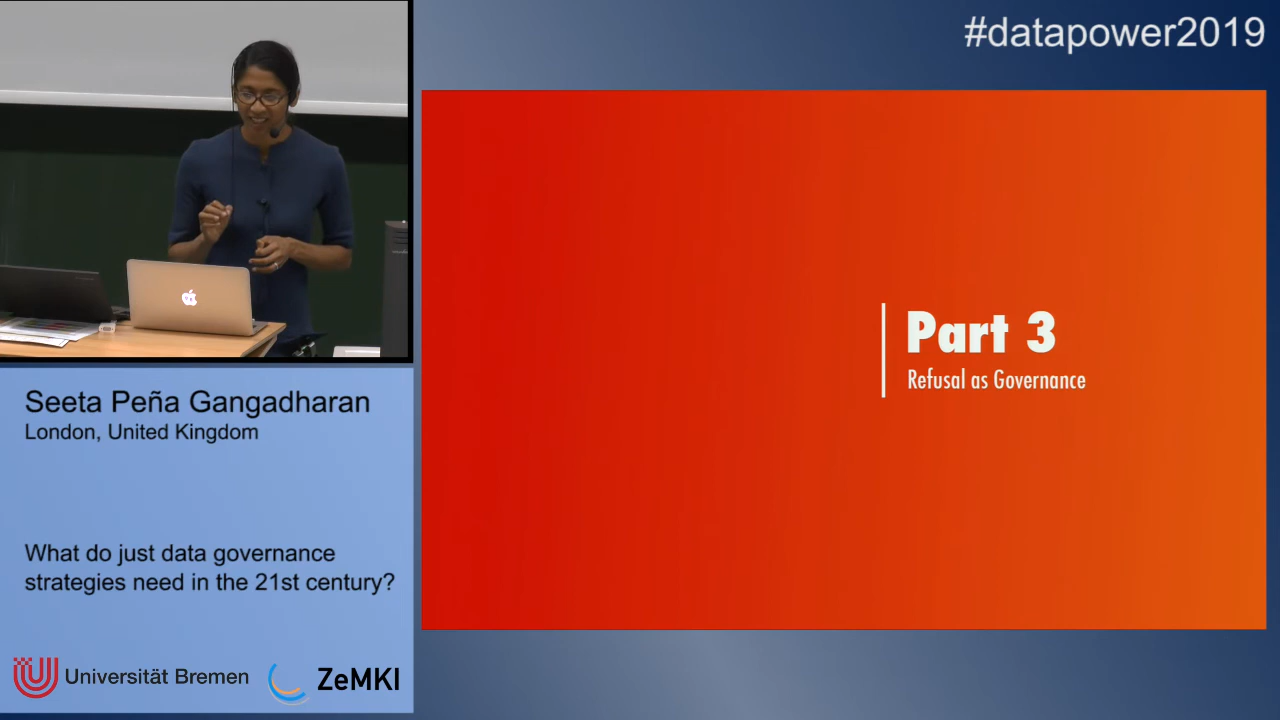 #datapower2019
Part 3
Refusal as Governance
Seeta Peña Gangadharan
London, United Kingdom
What do just data governance
strategies need in the 21st century?
Universität Bremen
ZeMKI